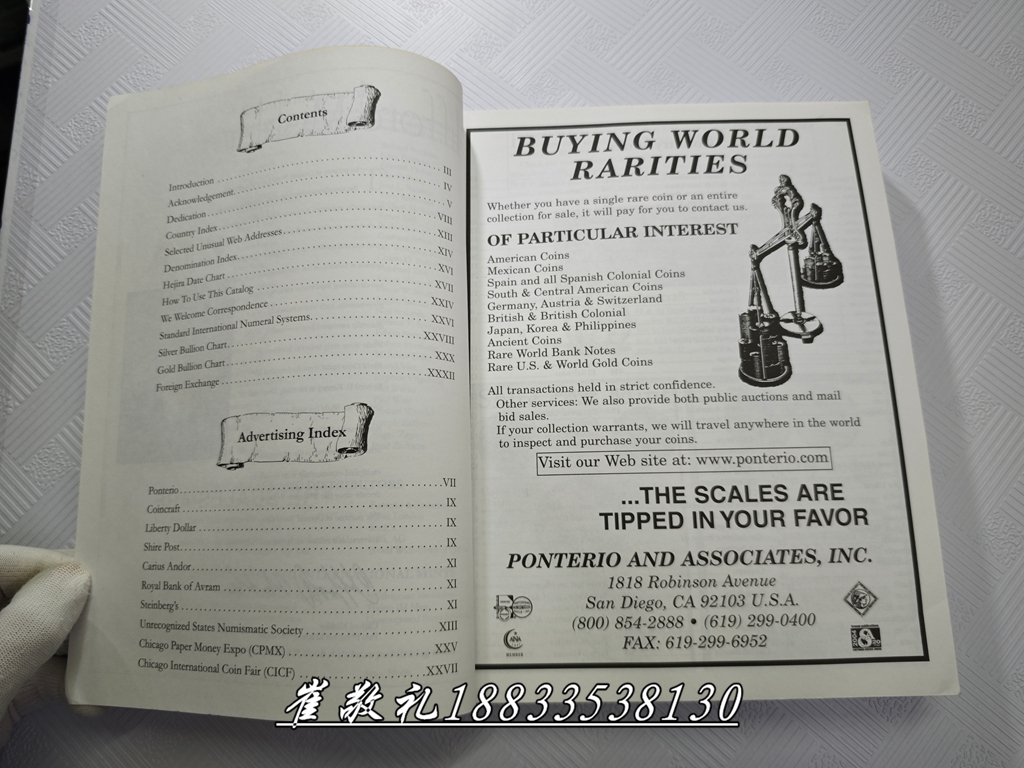 Contents
Introduction ........ III
Acknowledgement ........ IV
Dedication ........ V
Country Index ........ VIII
Selected Unusual Web Addresses ........ XIII
Denomination Index ........ XIV
Hejira Date Chart ........ XVI
How To Use This Catalog ........ XVII
We Welcome Correspondence ........ XXIV
Standard International Numeral Systems ........ XXVI
Silver Bullion Chart ........ XXVIII
Gold Bullion Chart ........ XXX
Foreign Exchange ........ XXXII
Advertising Index
Ponterio ........ VII
Coincraft ........ IX
Liberty Dollar ........ IX
Shire Post ........ IX
Carius Andor ........ XI
Royal Bank of Avram ........ XI
Steinberg's ........ XI
Unrecognized States Numismatic Society ........ XIII
Chicago Paper Money Expo (CPMX) ........ XXV
Chicago International Coin Fair (CICF) ........ XXVII
BUYING WORLD
RARITIES
Whether you have a single rare coin or an entire
collection for sale, it will pay for you to contact us.
OF PARTICULAR INTEREST
American Coins
Mexican Coins
Spain and all Spanish Colonial Coins
South & Central American Coins
Germany, Austria & Switzerland
British & British Colonial
Japan, Korea & Philippines
Ancient Coins
Rare World Bank Notes
Rare U.S. & World Gold Coins
All transactions held in strict confidence.
Other services: We also provide both public auctions and mail
bid sales.
If your collection warrants, we will travel anywhere in the world
to inspect and purchase your coins.
Visit our Web site at: www.ponterio.com
...THE SCALES ARE
TIPPED IN YOUR FAVOR
PONTERIO AND ASSOCIATES, INC.
1818 Robinson Avenue
San Diego, CA 92103 U.S.A.
(800) 854-2888 • (619) 299-0400
FAX: 619-299-6952
ANA
MEMBER
崔敬礼18833538130